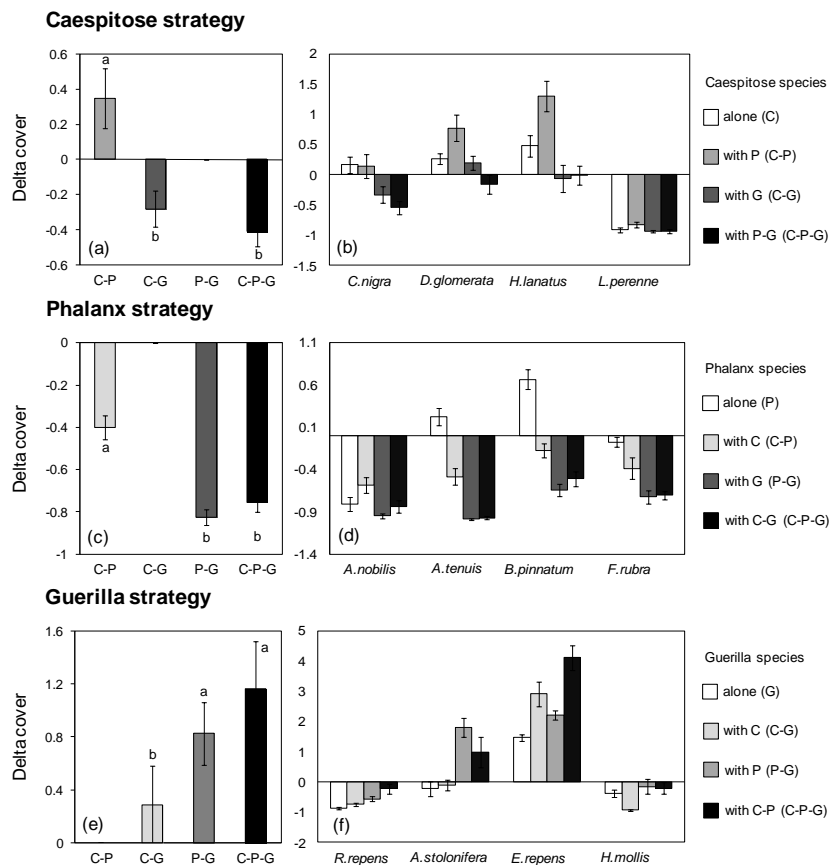 Caespitose strategy
Delta cover
0.6
0.4
0.2
0
-0.2
-0.4
-0.6
a
b
b
(a)
C-P
C-G
P-G
C-P-G
2
1.5
1
0.5
0
-0.5
-1
-1.5
(b)
C.nigra
D.glomerata
H.lanatus
L.perenne
Caespitose species
alone (C)
with P (C-P)
with G (C-G)
with P-G (C-P-G)
Phalanx strategy
Delta cover
0
-0.2
-0.4
-0.6
-0.8
-1
a
b
b
(c)
C-P
C-G
P-G
C-P-G
1.1
0.6
0.1
-0.4
-0.9
-1.4
(d)
A.nobilis
A.tenuis
B.pinnatum
F.rubra
Phalanx species
alone (P)
with C (C-P)
with G (P-G)
with C-G (C-P-G)
Guerilla strategy
Delta cover
1.6
1.2
0.8
0.4
0
b
a
a
(e)
C-P
C-G
P-G
C-P-G
5
4
3
2
1
0
-1
-2
(f)
R.repens
A.stolonifera
E.repens
H.mollis
Guerilla species
alone (G)
with C (C-G)
with P (P-G)
with C-P (C-P-G)